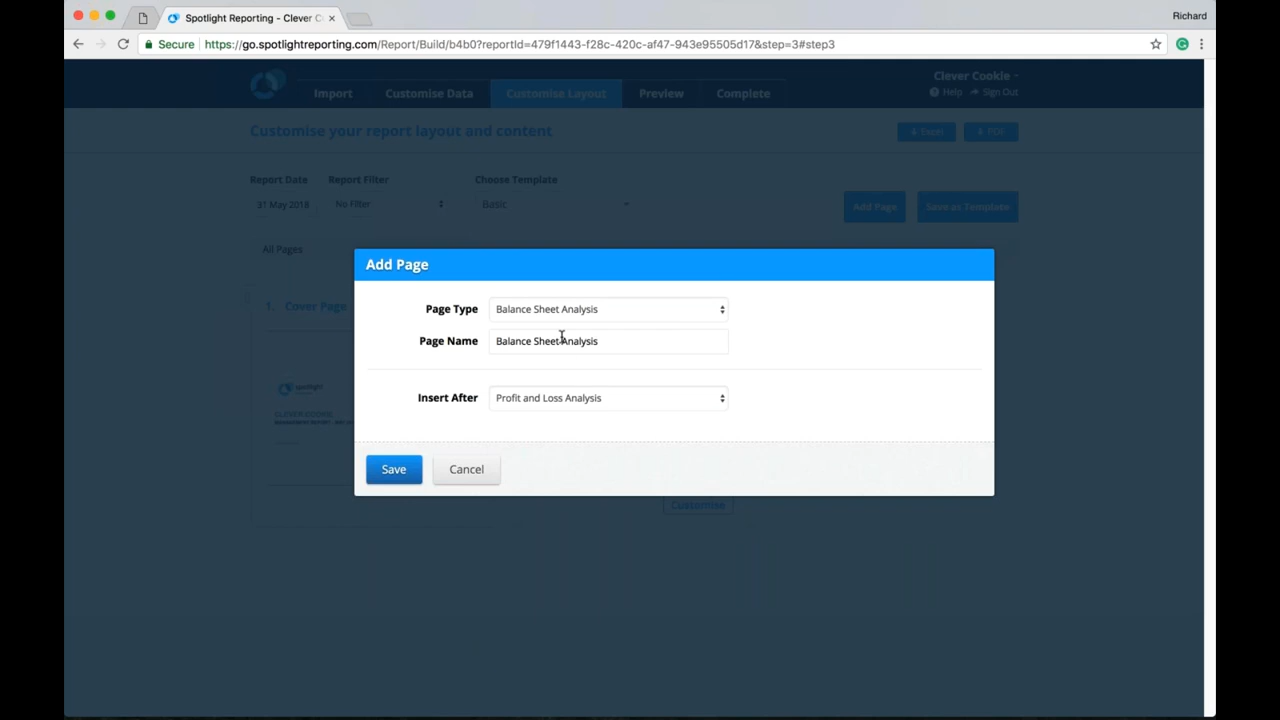 Spotlight Reporting - Clever C
Richard
Secure
https://go.spotlightreporting.com/Report/Build/b4b0?reportId=479f1443-f28c-420c-af47-943e95505d17&step=3#step3
Import
Customise Data
Customise Layout
Preview
Complete
Clever Cookie
Help
Sign Out
Customise your report layout and content
Excel
PDF
Report Date
Report Filter
Choose Template
31 May 2018
No Filter
Basic
Add Page
Save as Template
All Pages
1. Cover Page
spotlight
CLEVER COOKIE
Add Page
Page Type
Balance Sheet Analysis
Page Name
Balance Sheet Analysis
Insert After
Profit and Loss Analysis
Save
Cancel
Customise